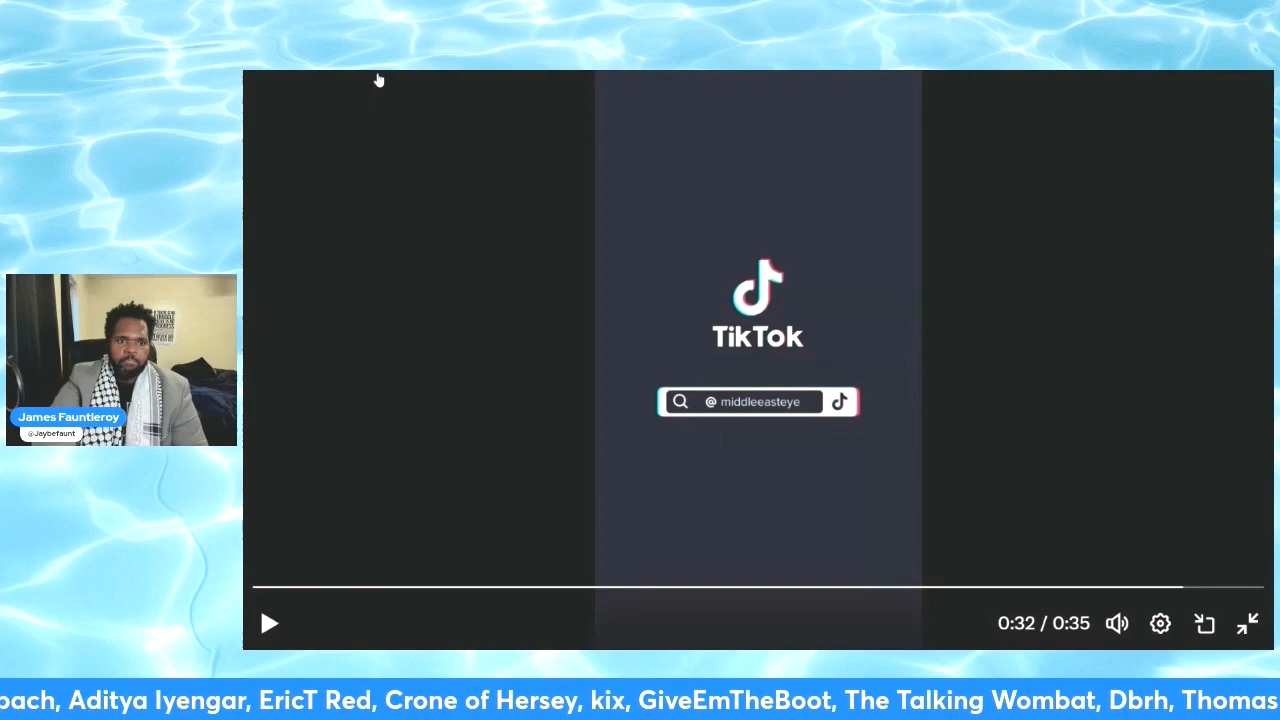 TikTok
@ middleeasteye
James Fauntleroy
@Jaybefaunt
0:32 / 0:35
bach, Aditya Iyengar, EricT Red, Crone of Hersey, kix, GiveEmTheBoot, The Talking Wombat, Dbrh, Thomas